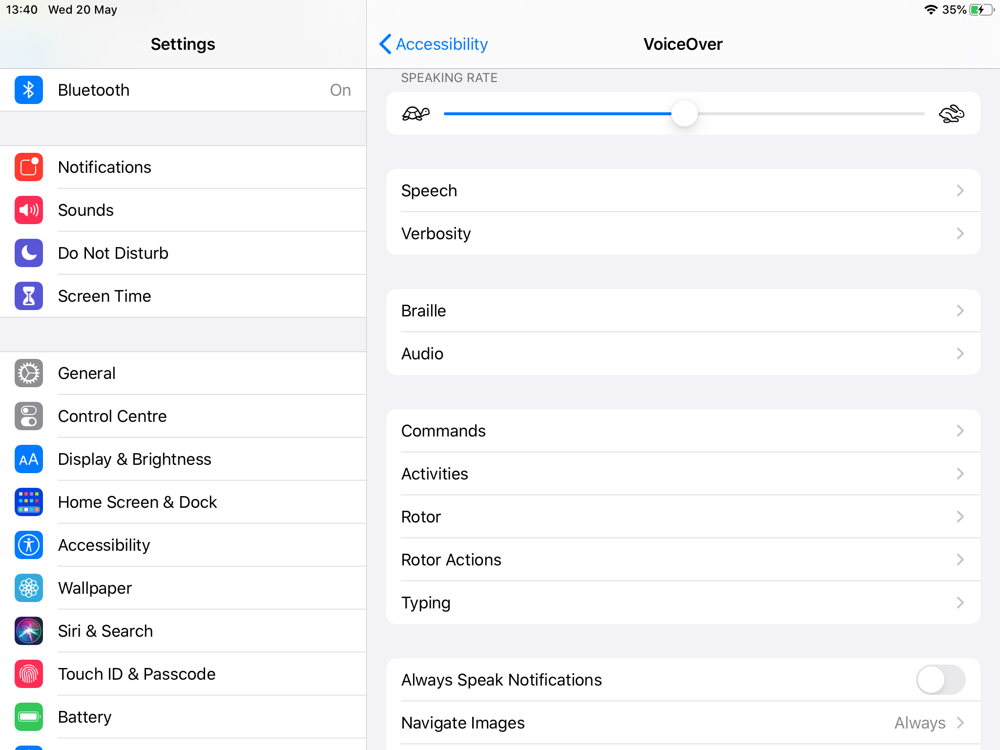 13:40 Wed 20 May
35%
Settings
Bluetooth On
Notifications
Sounds
Do Not Disturb
Screen Time
General
Control Centre
AA Display & Brightness
Home Screen & Dock
Accessibility
Wallpaper
Siri & Search
Touch ID & Passcode
Battery
Accessibility
VoiceOver
SPEAKING RATE
Speech
Verbosity
Braille
Audio
Commands
Activities
Rotor
Rotor Actions
Typing
Always Speak Notifications
Navigate Images Always